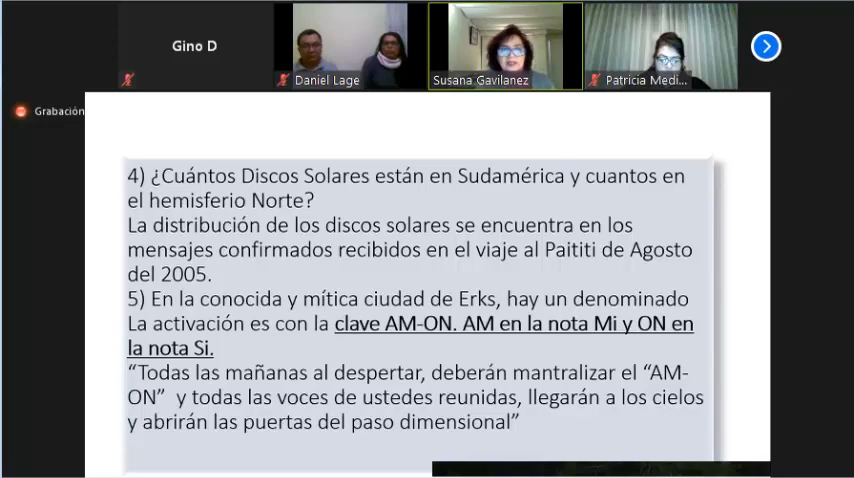 Gino D
Daniel Lage
Susana Gavilanez
Patricia Medi...
Grabación
4) ¿Cuántos Discos Solares están en Sudamérica y cuantos en
el hemisferio Norte?
La distribución de los discos solares se encuentra en los
mensajes confirmados recibidos en el viaje al Paititi de Agosto
del 2005.
5) En la conocida y mítica ciudad de Erks, hay un denominado
La activación es con la clave AM-ON. AM en la nota Mi y ON en
la nota Si.
“Todas las mañanas al despertar, deberán mantralizar el “AM-
ON” y todas las voces de ustedes reunidas, llegarán a los cielos
y abrirán las puertas del paso dimensional”